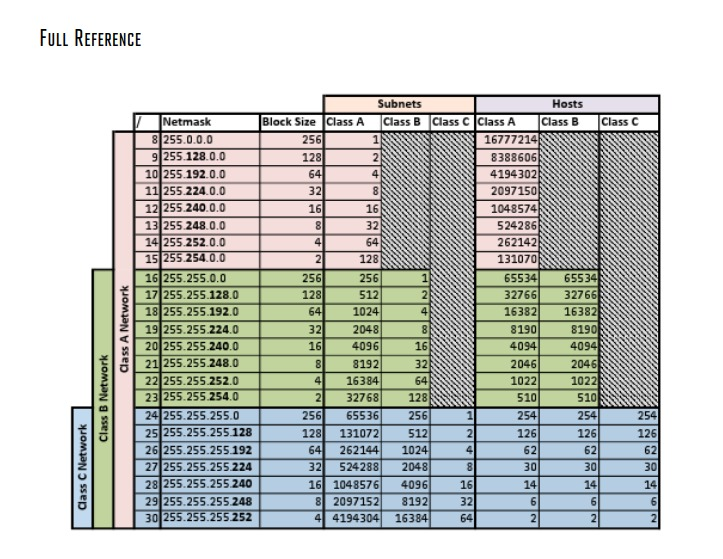 FULL REFERENCE
Subnets Hosts
/ Netmask Block Size Class A Class B Class C Class A Class B Class C
8 255.0.0.0 256 1 16777214
9 255.128.0.0 128 2 8388606
10 255.192.0.0 64 4 4194302
11 255.224.0.0 32 8 2097150
12 255.240.0.0 16 16 1048574
13 255.248.0.0 8 32 524286
14 255.252.0.0 4 64 262142
15 255.254.0.0 2 128 131070
16 255.255.0.0 256 256 1 65534 65534
17 255.255.128.0 128 512 2 32766 32766
18 255.255.192.0 64 1024 4 16382 16382
19 255.255.224.0 32 2048 8 8190 8190
20 255.255.240.0 16 4096 16 4094 4094
21 255.255.248.0 8 8192 32 2046 2046
22 255.255.252.0 4 16384 64 1022 1022
23 255.255.254.0 2 32768 128 510 510
24 255.255.255.0 256 65536 256 1 254 254 254
25 255.255.255.128 128 131072 512 2 126 126 126
26 255.255.255.192 64 262144 1024 4 62 62 62
27 255.255.255.224 32 524288 2048 8 30 30 30
28 255.255.255.240 16 1048576 4096 16 14 14 14
29 255.255.255.248 8 2097152 8192 32 6 6 6
30 255.255.255.252 4 4194304 16384 64 2 2 2
Class C Network
Class B Network
Class A Network